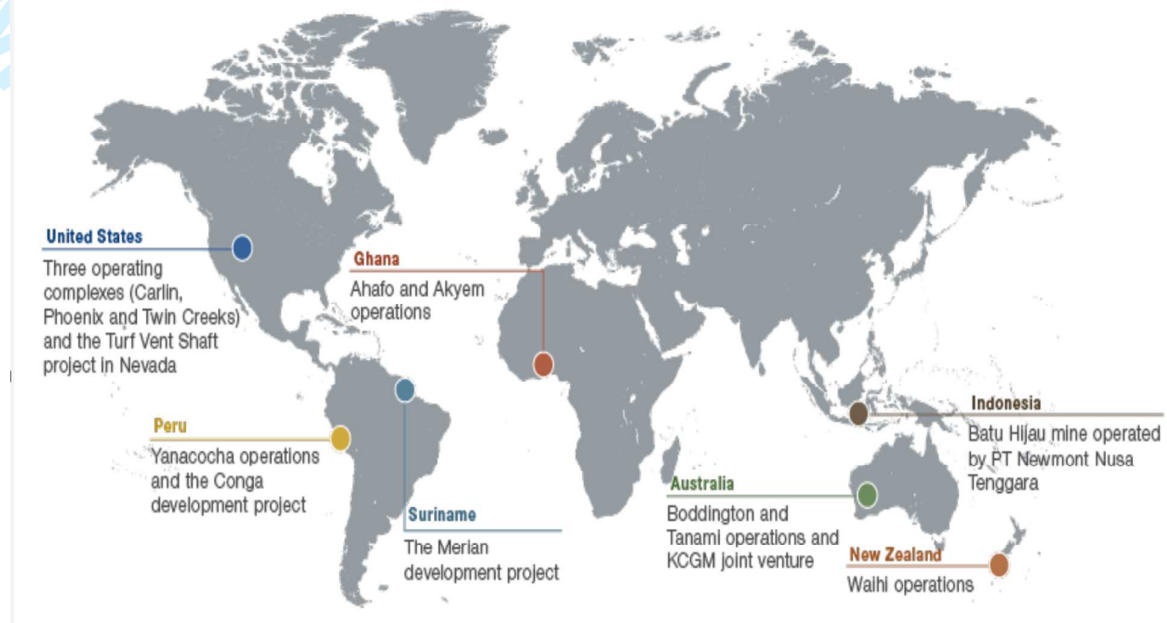 United States
Three operating
complexes (Carlin,
Phoenix and Twin Creeks)
and the Turf Vent Shaft
project in Nevada
Ghana
Ahafo and Akyem
operations
Peru
Yanacocha operations
and the Conga
development project
Suriname
The Merian
development project
Indonesia
Batu Hijau mine operated
by PT Newmont Nusa
Tenggara
Australia
Boddington and
Tanami operations and
KCGM joint venture
New Zealand
Waihi operations